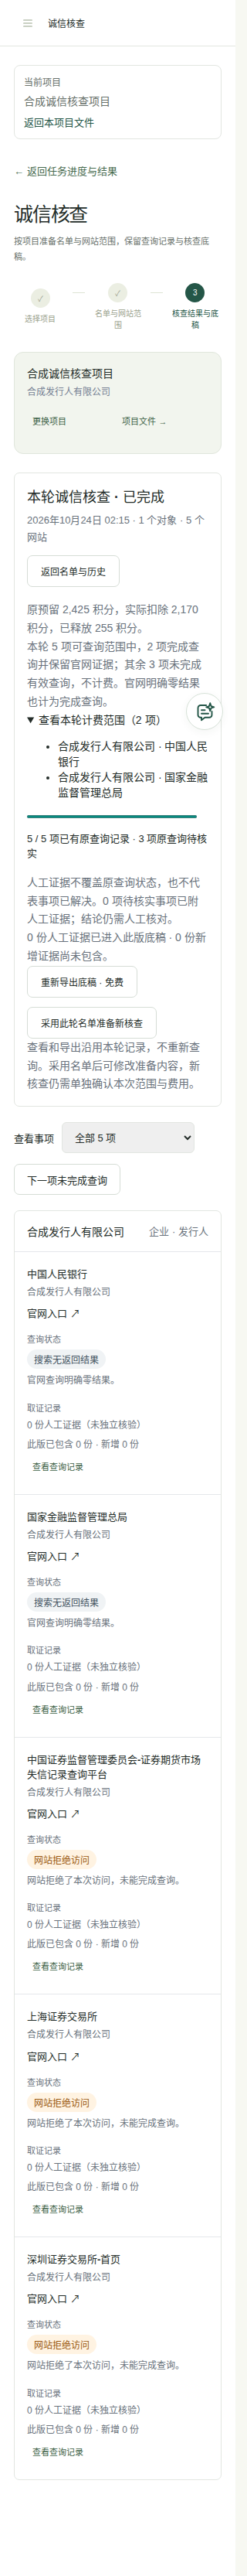 诚信核查
当前项目
合成诚信核查项目
返回本项目文件
← 返回任务进度与结果
诚信核查
按项目准备名单与网站范围，保留查询记录与核查底
稿。
✓
✓
3
选择项目
名单与网站范
围
核查结果与底
稿
合成诚信核查项目
合成发行人有限公司
更换项目
项目文件 →
本轮诚信核查 · 已完成
2026年10月24日 02:15 · 1 个对象 · 5 个
网站
返回名单与历史
原预留 2,425 积分，实际扣除 2,170
积分，已释放 255 积分。
本轮 5 项可查询范围中，2 项完成查
询并保留官网证据；其余 3 项未完成
有效查询，不计费。官网明确零结果
也计为完成查询。
▼ 查看本轮计费范围（2 项）
• 合成发行人有限公司 · 中国人民
银行
• 合成发行人有限公司 · 国家金融
监督管理总局
5 / 5 项已有原查询记录 · 3 项原查询待核
实
人工证据不覆盖原查询状态，也不代
表事项已解决。0 项待核实事项已附
人工证据；结论仍需人工核对。
0 份人工证据已进入此版底稿 · 0 份新
增证据尚未包含。
重新导出底稿 · 免费
采用此轮名单准备新核查
查看和导出沿用本轮记录，不重新查
询。采用名单后可修改准备内容，新
核查仍需单独确认本次范围与费用。
查看事项
全部 5 项
下一项未完成查询
合成发行人有限公司
企业 · 发行人
中国人民银行
合成发行人有限公司
官网入口 ↗
查询状态
搜索无返回结果
官网查询明确零结果。
取证记录
0 份人工证据（未独立核验）
此版已包含 0 份 · 新增 0 份
查看查询记录
国家金融监督管理总局
合成发行人有限公司
官网入口 ↗
查询状态
搜索无返回结果
官网查询明确零结果。
取证记录
0 份人工证据（未独立核验）
此版已包含 0 份 · 新增 0 份
查看查询记录
中国证券监督管理委员会-证券期货市场
失信记录查询平台
合成发行人有限公司
官网入口 ↗
查询状态
网站拒绝访问
网站拒绝了本次访问，未能完成查询。
取证记录
0 份人工证据（未独立核验）
此版已包含 0 份 · 新增 0 份
查看查询记录
上海证券交易所
合成发行人有限公司
官网入口 ↗
查询状态
网站拒绝访问
网站拒绝了本次访问，未能完成查询。
取证记录
0 份人工证据（未独立核验）
此版已包含 0 份 · 新增 0 份
查看查询记录
深圳证券交易所-首页
合成发行人有限公司
官网入口 ↗
查询状态
网站拒绝访问
网站拒绝了本次访问，未能完成查询。
取证记录
0 份人工证据（未独立核验）
此版已包含 0 份 · 新增 0 份
查看查询记录